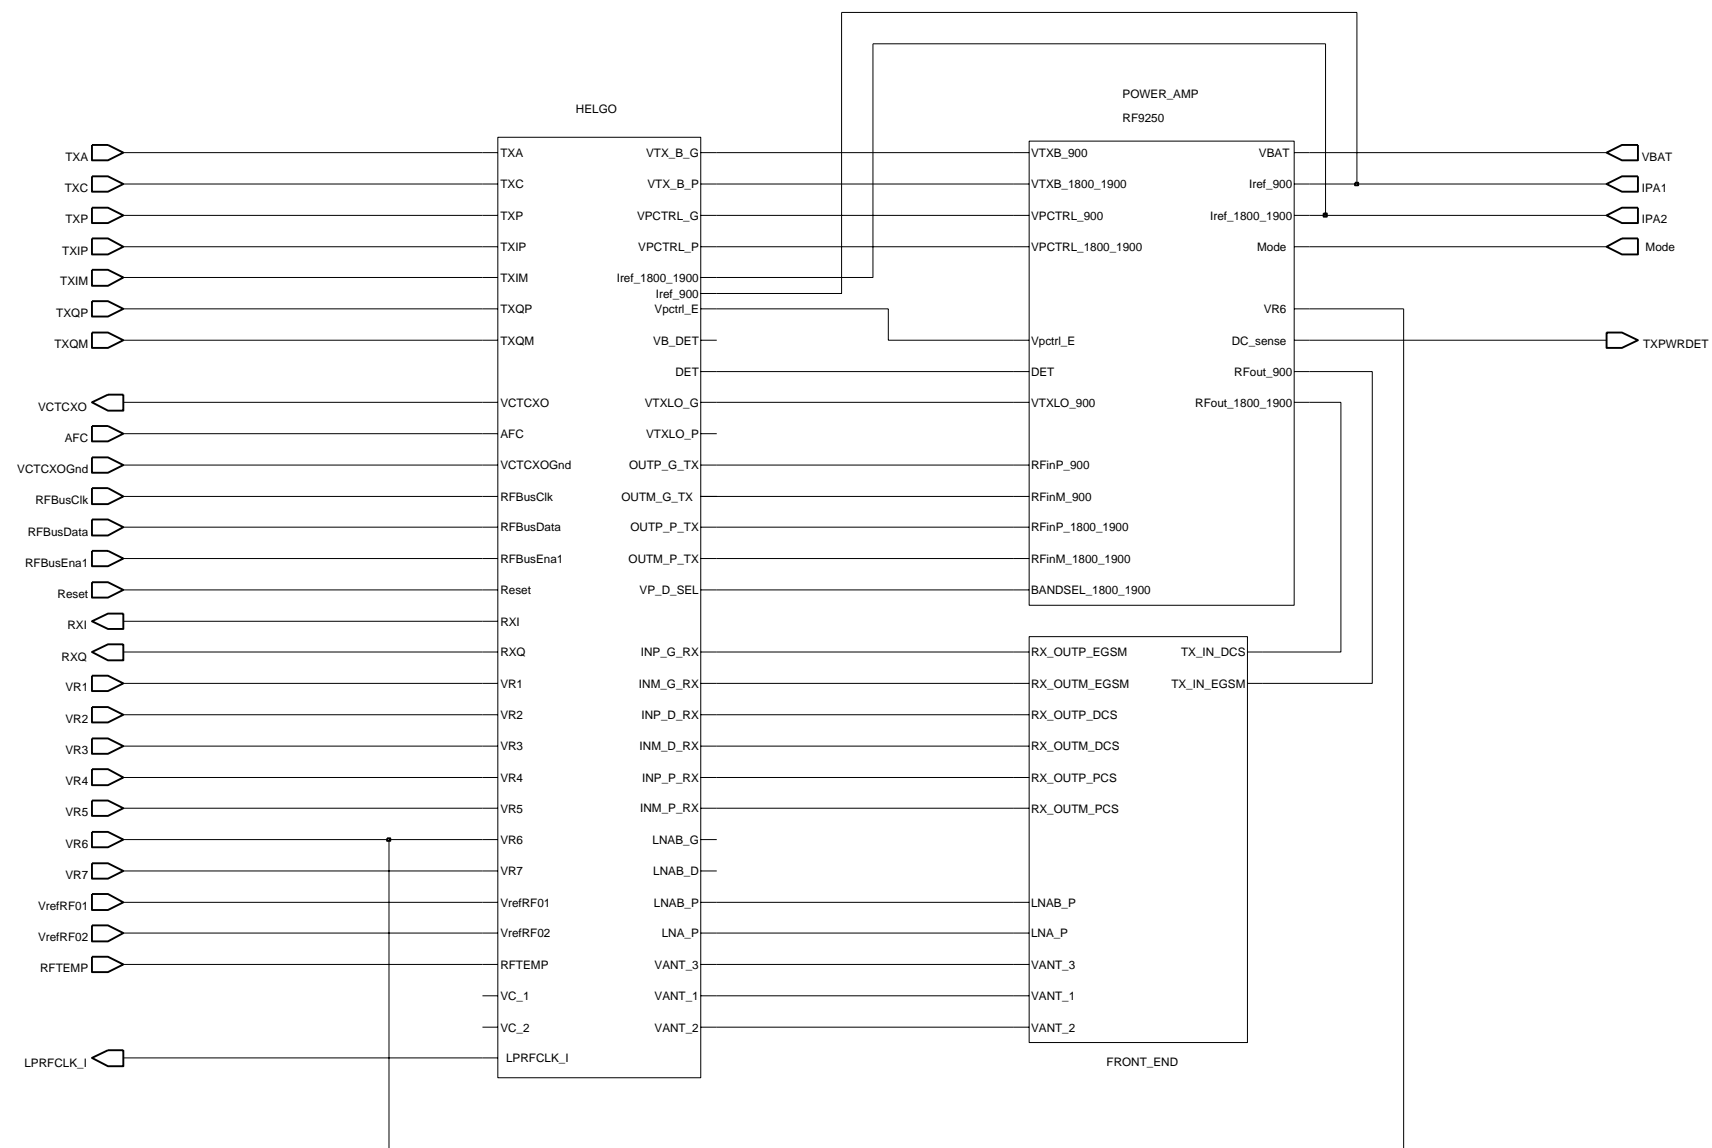 HELGO
POWER_AMP
RF9250
TXA
TXC
TXP
TXIP
TXIM
TXQP
TXQM
VCTCXO
AFC
VCTCXOGnd
RFBusClk
RFBusData
RFBusEna1
Reset
RXI
RXQ
VR1
VR2
VR3
VR4
VR5
VR6
VR7
VrefRF01
VrefRF02
RFTEMP
LPRFCLK_I
TXA
TXC
TXP
TXIP
TXIM
TXQP
TXQM
VCTCXO
AFC
VCTCXOGnd
RFBusClk
RFBusData
RFBusEna1
Reset
RXI
RXQ
VR1
VR2
VR3
VR4
VR5
VR6
VR7
VrefRF01
VrefRF02
RFTEMP
VC_1
VC_2
LPRFCLK_I
VTX_B_G
VTX_B_P
VPCTRL_G
VPCTRL_P
Iref_1800_1900
Iref_900
Vpctrl_E
VB_DET
DET
VTXLO_G
VTXLO_P
OUTP_G_TX
OUTM_G_TX
OUTP_P_TX
OUTM_P_TX
VP_D_SEL
INP_G_RX
INM_G_RX
INP_D_RX
INM_D_RX
INP_P_RX
INM_P_RX
LNAB_G
LNAB_D
LNAB_P
LNA_P
VANT_3
VANT_1
VANT_2
VTXB_900
VTXB_1800_1900
VPCTRL_900
VPCTRL_1800_1900
Vpctrl_E
DET
VTXLO_900
RFinP_900
RFinM_900
RFinP_1800_1900
RFinM_1800_1900
BANDSEL_1800_1900
VBAT
Iref_900
Iref_1800_1900
Mode
VR6
DC_sense
RFout_900
RFout_1800_1900
RX_OUTP_EGSM
RX_OUTM_EGSM
RX_OUTP_DCS
RX_OUTM_DCS
RX_OUTP_PCS
RX_OUTM_PCS
LNAB_P
LNA_P
VANT_3
VANT_1
VANT_2
TX_IN_DCS
TX_IN_EGSM
FRONT_END
VBAT
IPA1
IPA2
Mode
TXPWRDET